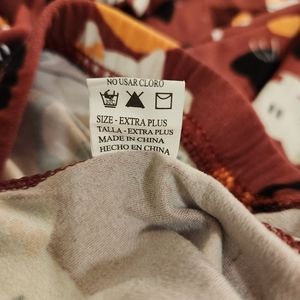 NO USAR CLORO
SIZE - EXTRA PLUS
TALLA - EXTRA PLUS
MADE IN CHINA
HECHO EN CHINA